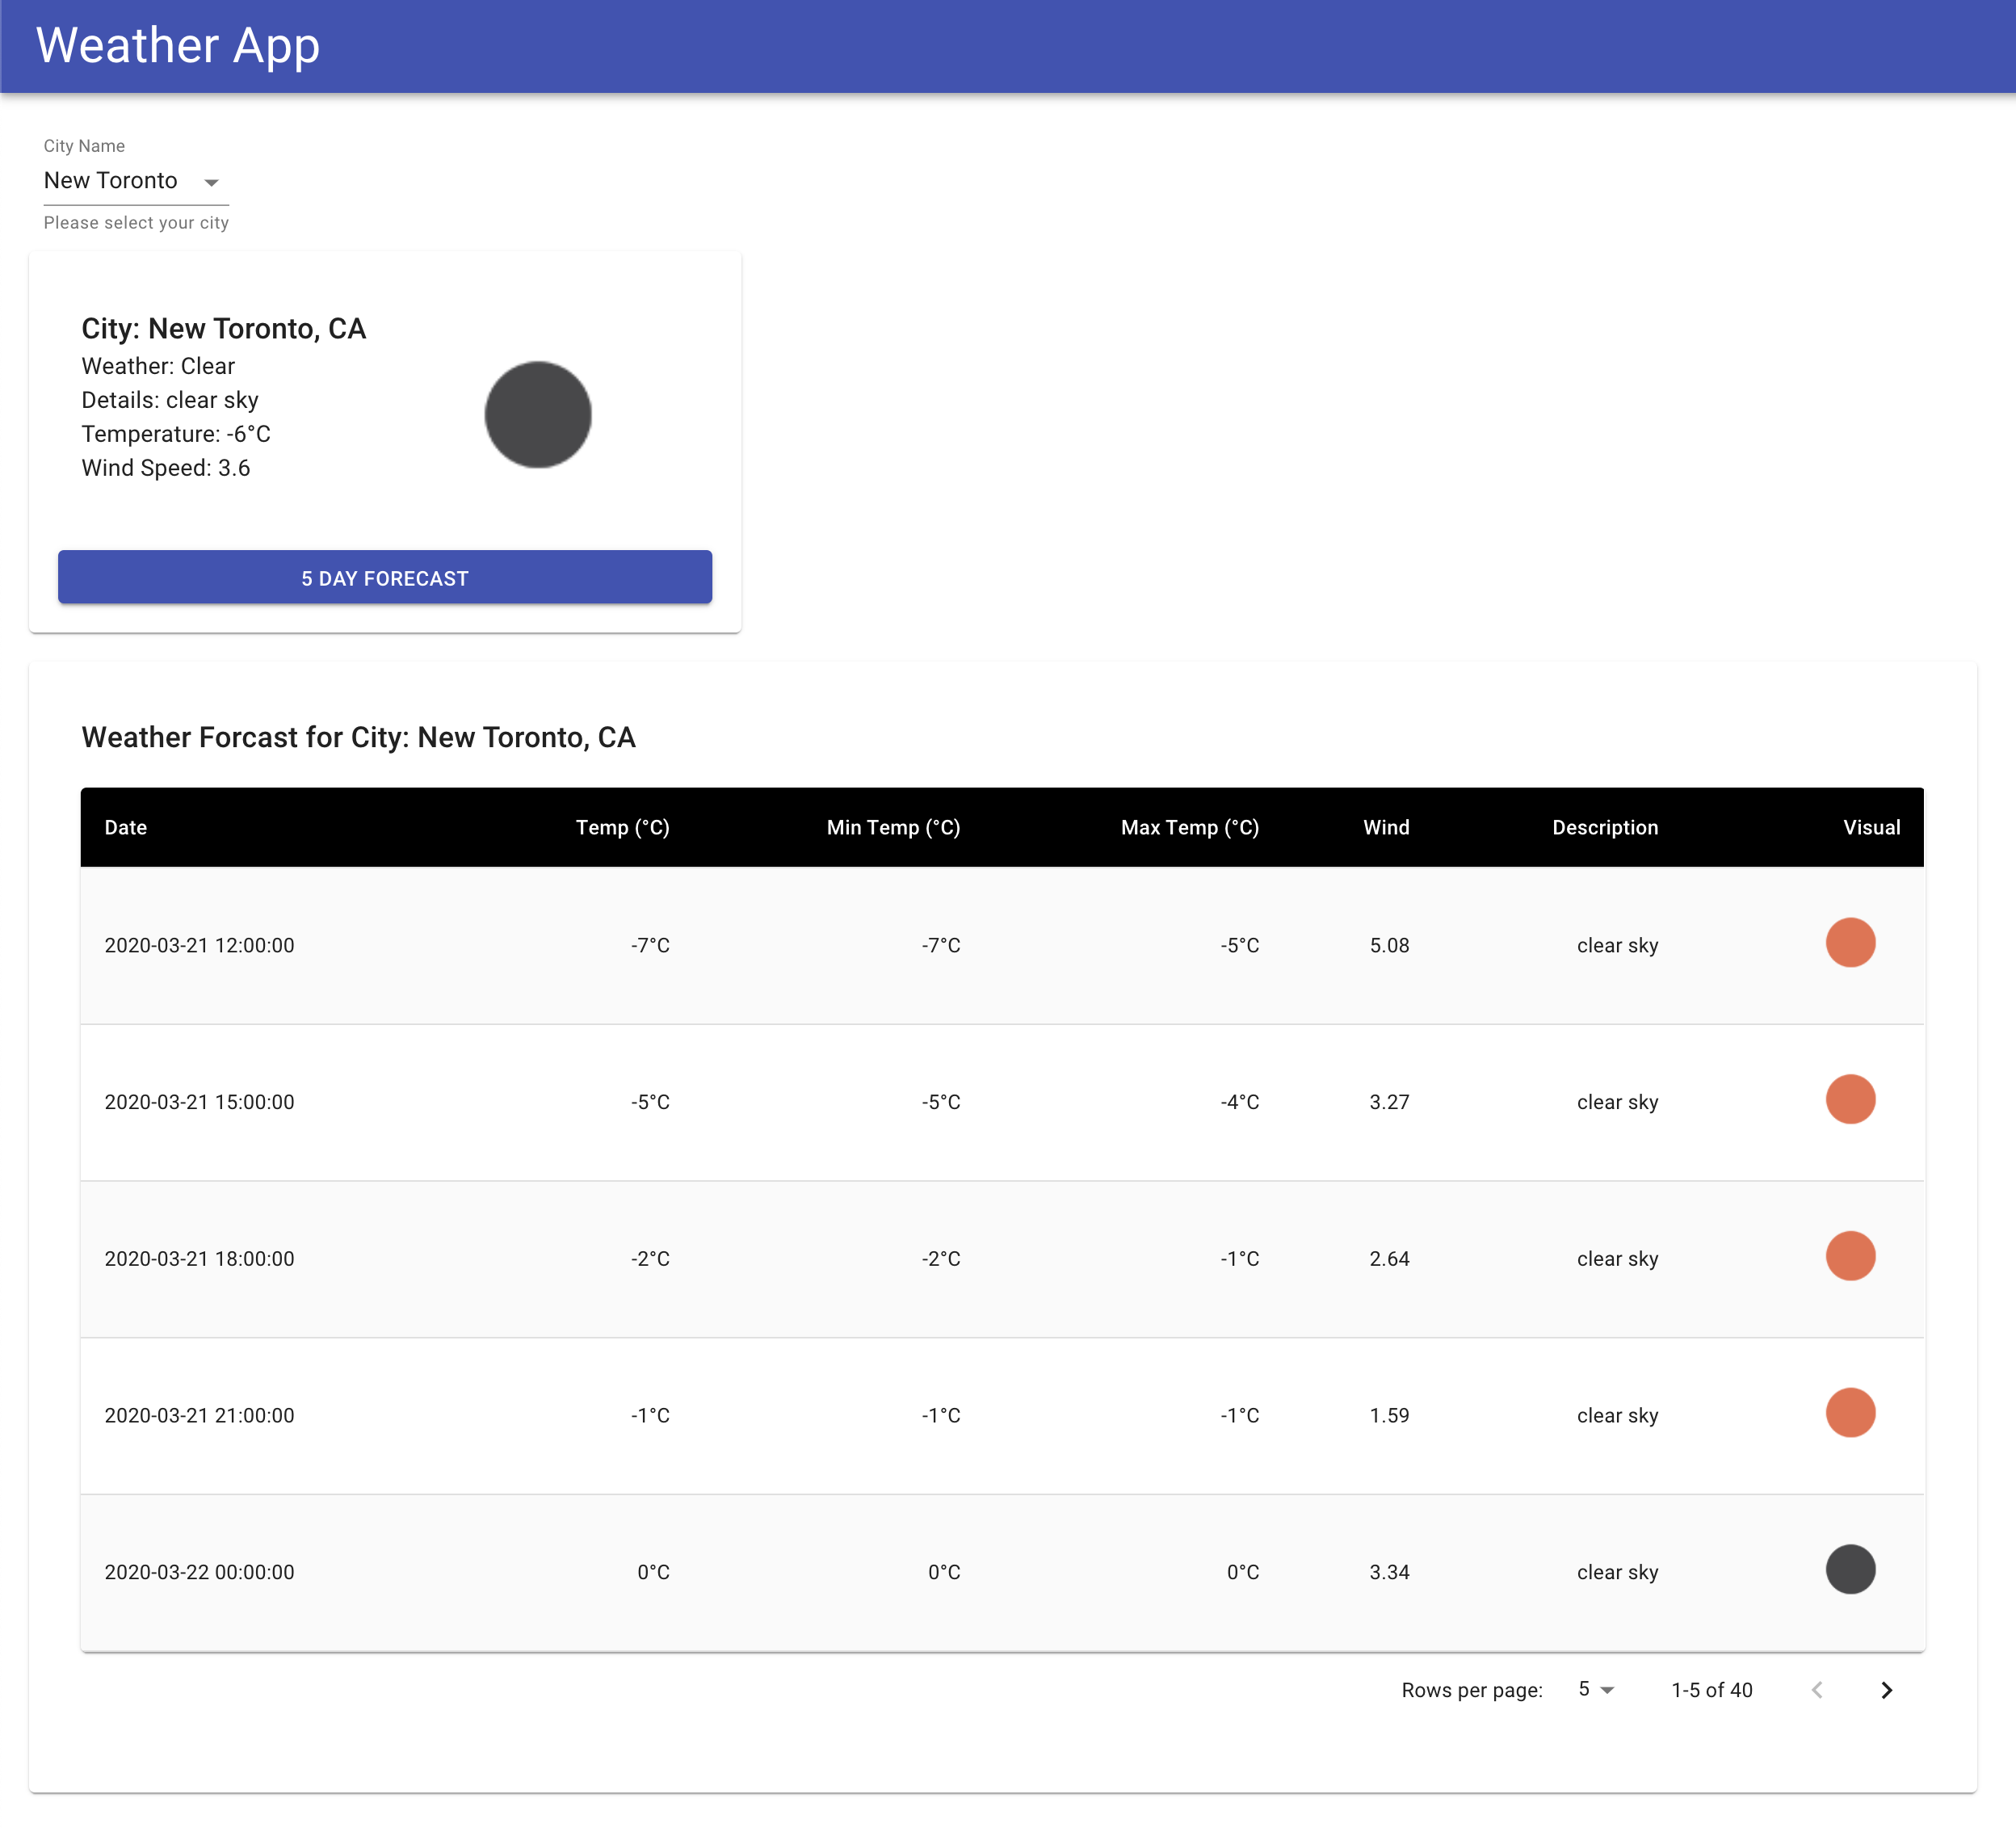 Weather App
City Name
New Toronto
Please select your city
City: New Toronto, CA
Weather: Clear
Details: clear sky
Temperature: -6°C
Wind Speed: 3.6
5 DAY FORECAST
Weather Forcast for City: New Toronto, CA
Date Temp (°C) Min Temp (°C) Max Temp (°C) Wind Description Visual
2020-03-21 12:00:00 -7°C -7°C -5°C 5.08 clear sky
2020-03-21 15:00:00 -5°C -5°C -4°C 3.27 clear sky
2020-03-21 18:00:00 -2°C -2°C -1°C 2.64 clear sky
2020-03-21 21:00:00 -1°C -1°C -1°C 1.59 clear sky
2020-03-22 00:00:00 0°C 0°C 0°C 3.34 clear sky
Rows per page: 5 1-5 of 40